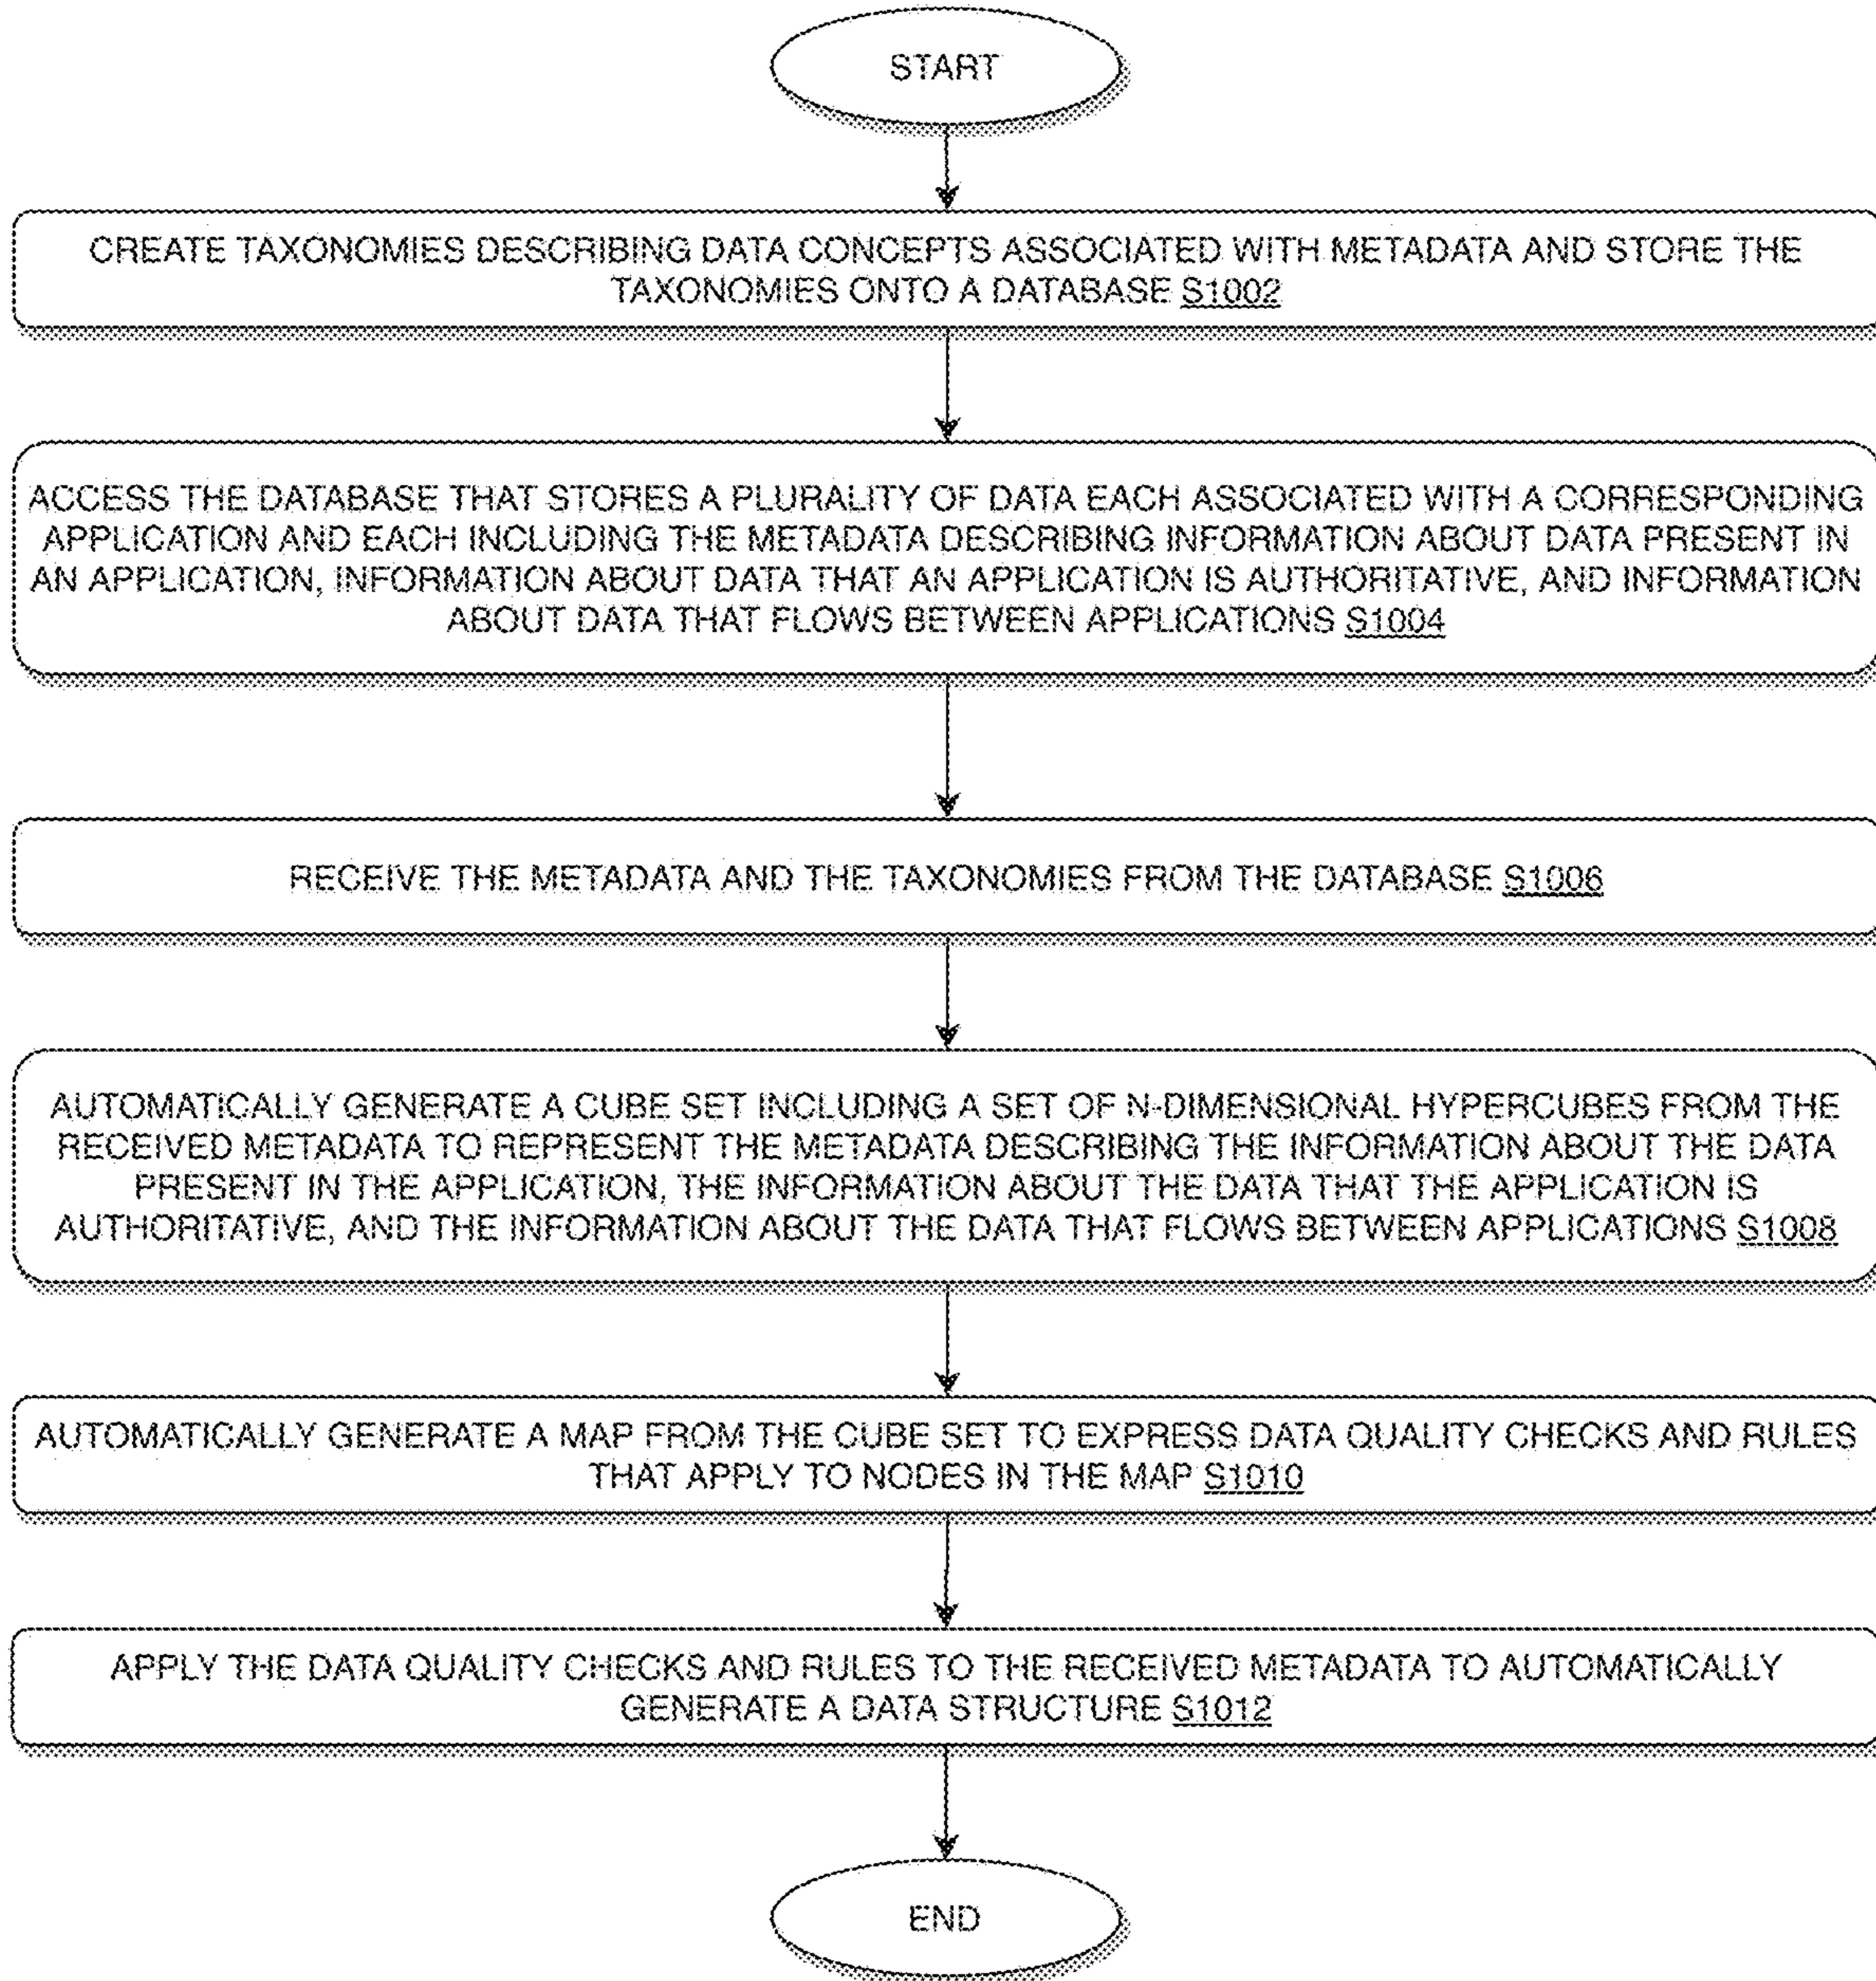 START
CREATE TAXONOMIES DESCRIBING DATA CONCEPTS ASSOCIATED WITH METADATA AND STORE THE
TAXONOMIES ONTO A DATABASE S1002
ACCESS THE DATABASE THAT STORES A PLURALITY OF DATA EACH ASSOCIATED WITH A CORRESPONDING
APPLICATION AND EACH INCLUDING THE METADATA DESCRIBING INFORMATION ABOUT DATA PRESENT IN
AN APPLICATION, INFORMATION ABOUT DATA THAT AN APPLICATION IS AUTHORITATIVE, AND INFORMATION
ABOUT DATA THAT FLOWS BETWEEN APPLICATIONS S1004
RECEIVE THE METADATA AND THE TAXONOMIES FROM THE DATABASE S1006
AUTOMATICALLY GENERATE A CUBE SET INCLUDING A SET OF N-DIMENSIONAL HYPERCUBES FROM THE
RECEIVED METADATA TO REPRESENT THE METADATA DESCRIBING THE INFORMATION ABOUT THE DATA
PRESENT IN THE APPLICATION, THE INFORMATION ABOUT THE DATA THAT THE APPLICATION IS
AUTHORITATIVE, AND THE INFORMATION ABOUT THE DATA THAT FLOWS BETWEEN APPLICATIONS S1008
AUTOMATICALLY GENERATE A MAP FROM THE CUBE SET TO EXPRESS DATA QUALITY CHECKS AND RULES
THAT APPLY TO NODES IN THE MAP S1010
APPLY THE DATA QUALITY CHECKS AND RULES TO THE RECEIVED METADATA TO AUTOMATICALLY
GENERATE A DATA STRUCTURE S1012
END